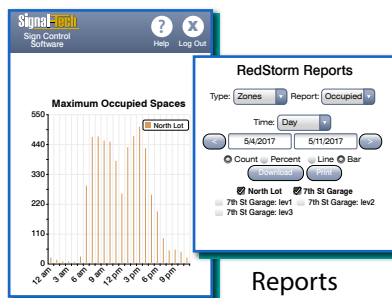 Signal-Tech
Sign Control
Software
?
Help
X
Log Out
Maximum Occupied Spaces
North Lot
550
440
330
220
110
0
12 am
3 am
6 am
9 am
12 pm
3 pm
6 pm
9 pm
RedStorm Reports
Type: Zones Report: Occupied
Time: Day
< 5/4/2017 5/11/2017 >
Count Percent Line Bar
Download Print
North Lot 7th St Garage
7th St Garage: lev1 7th St Garage: lev2
7th St Garage: lev3
Reports